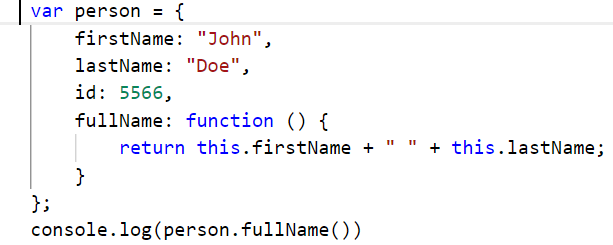 var person = {
    firstName: "John",
    lastName: "Doe",
    id: 5566,
    fullName: function () {
        return this.firstName + " " + this.lastName;
    }
};
console.log(person.fullName())